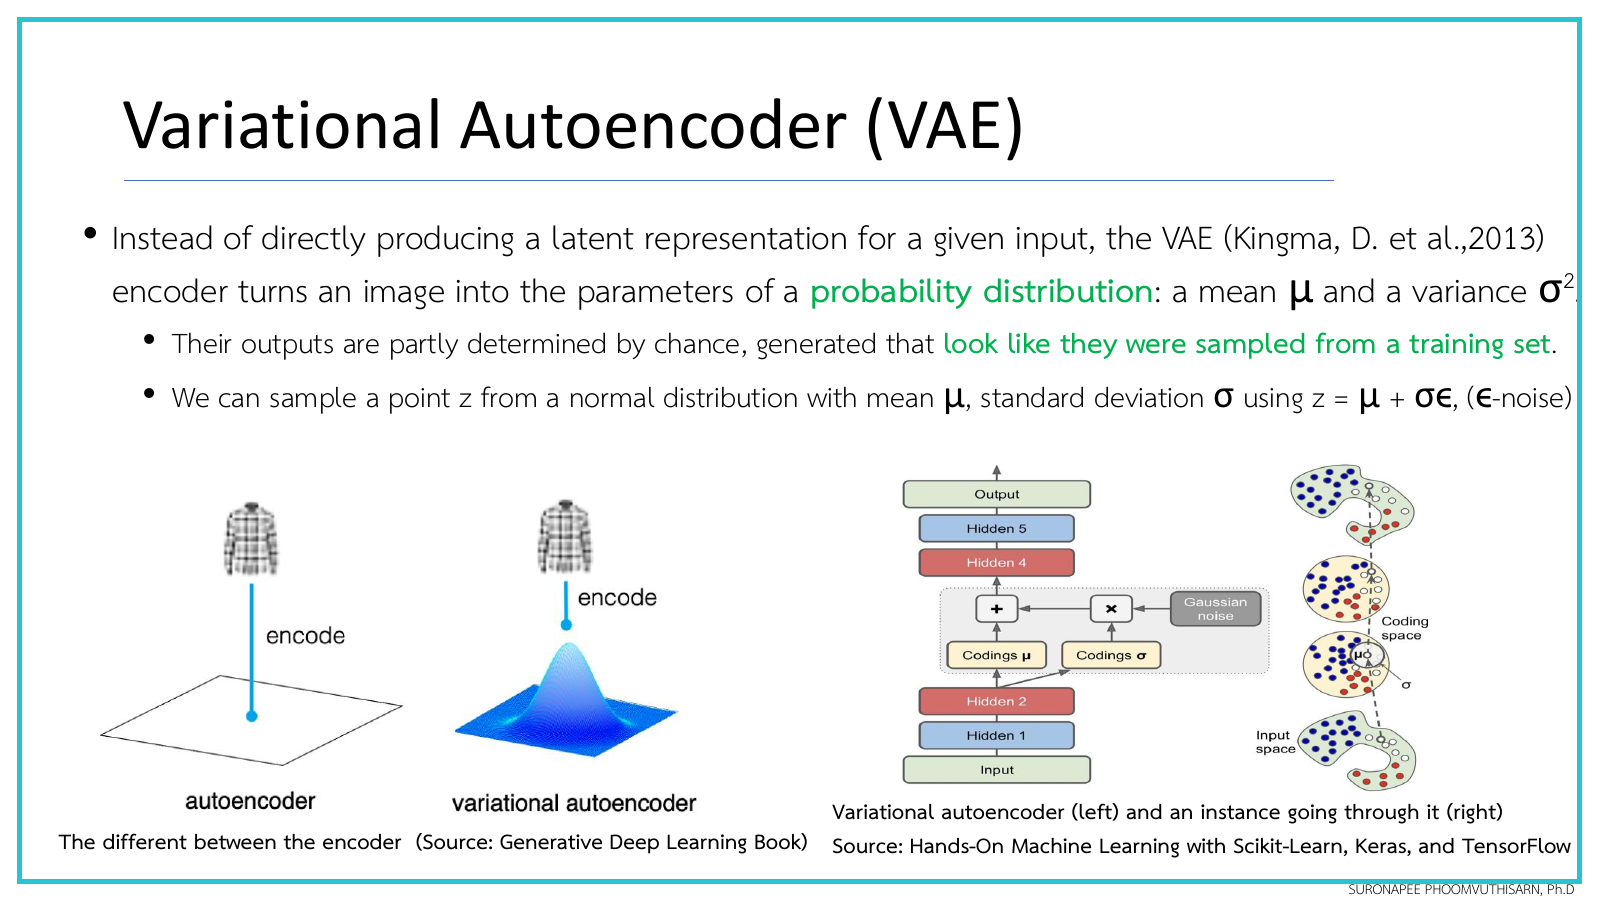 Variational Autoencoder (VAE)
• Instead of directly producing a latent representation for a given input, the VAE (Kingma, D. et al.,2013)
encoder turns an image into the parameters of a probability distribution: a mean μ and a variance σ².
• Their outputs are partly determined by chance, generated that look like they were sampled from a training set.
• We can sample a point z from a normal distribution with mean μ, standard deviation σ using z = μ + σϵ, (ϵ-noise)
encode
autoencoder
encode
variational autoencoder
The different between the encoder (Source: Generative Deep Learning Book)
Output
Hidden 5
Hidden 4
+
×
Gaussian
noise
Codings μ
Codings σ
Hidden 2
Hidden 1
Input
Coding
space
μ
σ
Input
space
Variational autoencoder (left) and an instance going through it (right)
Source: Hands-On Machine Learning with Scikit-Learn, Keras, and TensorFlow
SURONAPEE PHOOMVUTHISARN, Ph.D